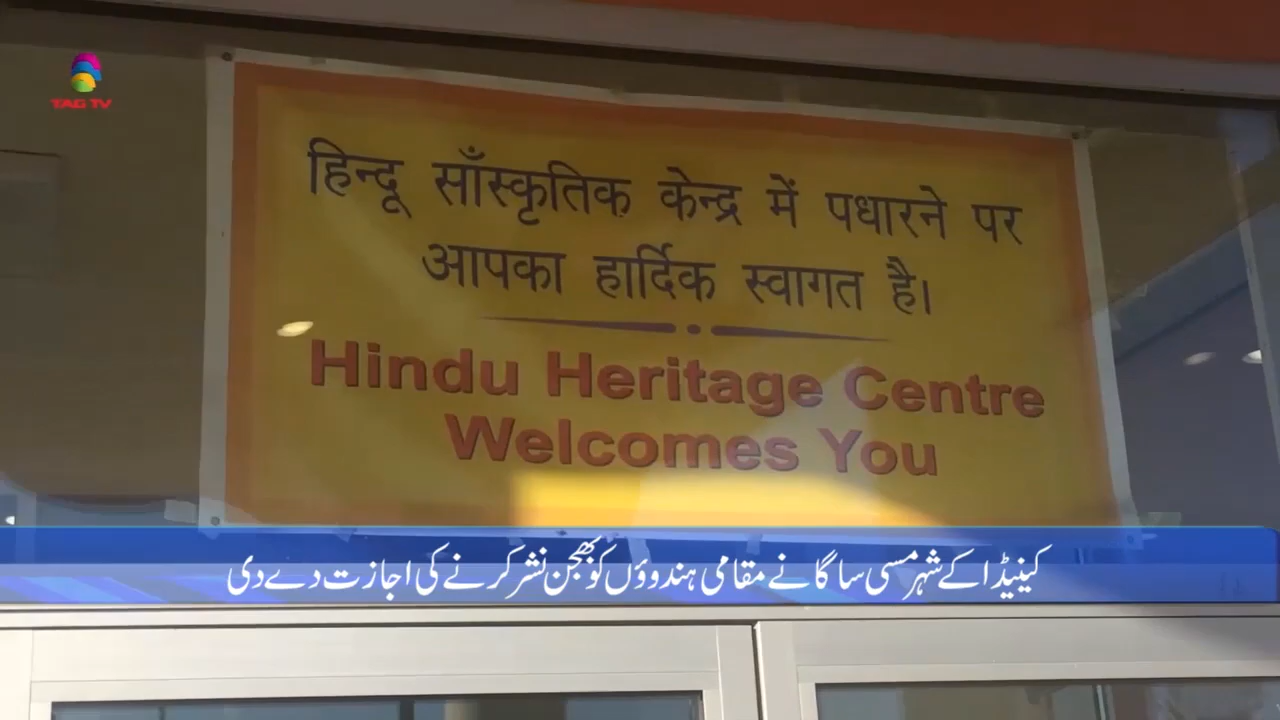 TAG TV
हिन्दू साँस्कृतिक केन्द्र में पधारने पर
आपका हार्दिक स्वागत है।
Hindu Heritage Centre
Welcomes You
کینیڈا کے شہر مسی ساگا نے مقامی ہندوؤں کو بھجن نشر کرنے کی اجازت دے دی